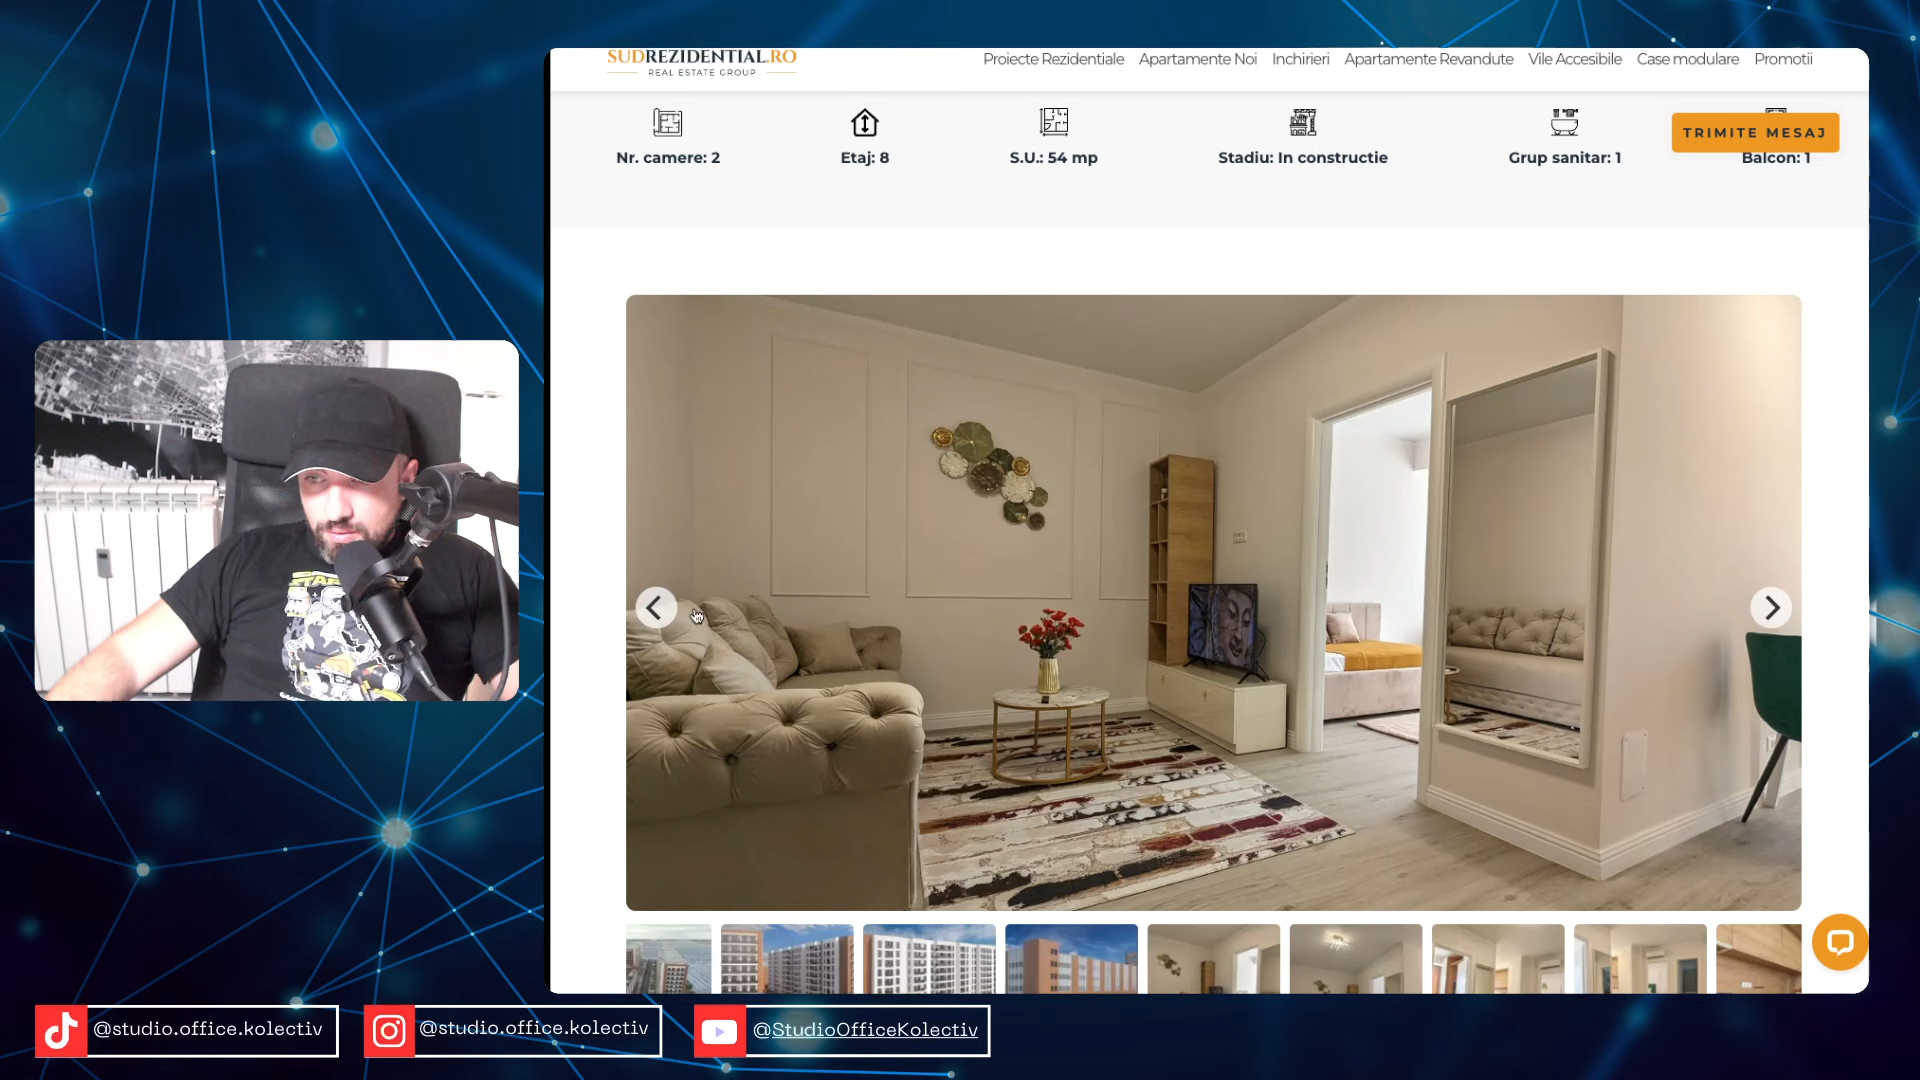 SUDREZIDENTIAL.RO
REAL ESTATE GROUP
Proiecte Rezidentiale Apartamente Noi Inchirieri Apartamente Revandute Vile Accesibile Case modulare Promotii
TRIMITE MESAJ
Nr. camere: 2
Etaj: 8
S.U.: 54 mp
Stadiu: In constructie
Grup sanitar: 1
Balcon: 1
@studio.office.kolectiv
@studio.office.kolectiv
@StudioOfficeKolectiv